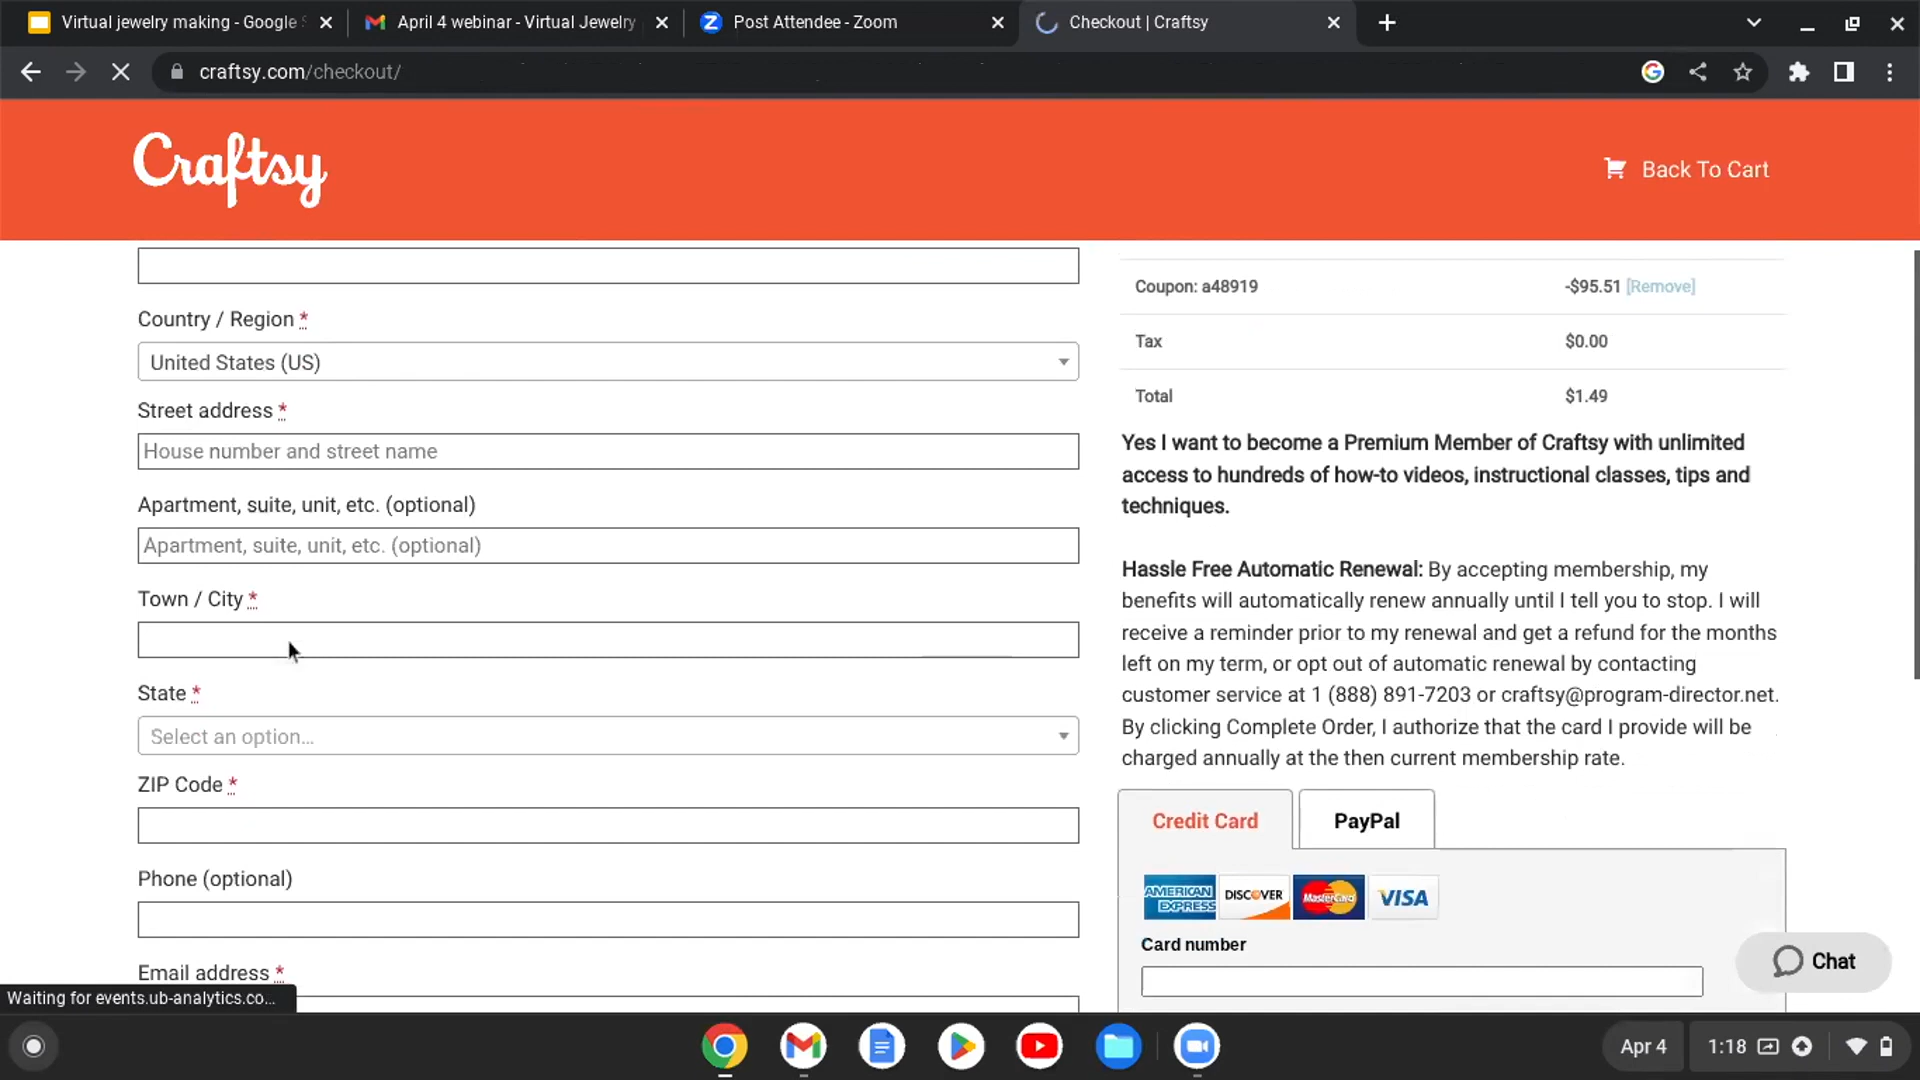 Virtual jewelry making - Google S
April 4 webinar - Virtual Jewelry
Post Attendee - Zoom
Checkout | Craftsy
craftsy.com/checkout/
Craftsy
Back To Cart
Country / Region *
United States (US)
Street address *
House number and street name
Apartment, suite, unit, etc. (optional)
Apartment, suite, unit, etc. (optional)
Town / City *
State *
Select an option...
ZIP Code *
Phone (optional)
Email address *
Coupon: a48919 -$95.51 [Remove]
Tax $0.00
Total $1.49
Yes I want to become a Premium Member of Craftsy with unlimited
access to hundreds of how-to videos, instructional classes, tips and
techniques.
Hassle Free Automatic Renewal: By accepting membership, my
benefits will automatically renew annually until I tell you to stop. I will
receive a reminder prior to my renewal and get a refund for the months
left on my term, or opt out of automatic renewal by contacting
customer service at 1 (888) 891-7203 or craftsy@program-director.net.
By clicking Complete Order, I authorize that the card I provide will be
charged annually at the then current membership rate.
Credit Card
PayPal
AMERICAN EXPRESS
DISCOVER
MasterCard
VISA
Card number
Chat
Waiting for events.ub-analytics.co...
Apr 4
1:18